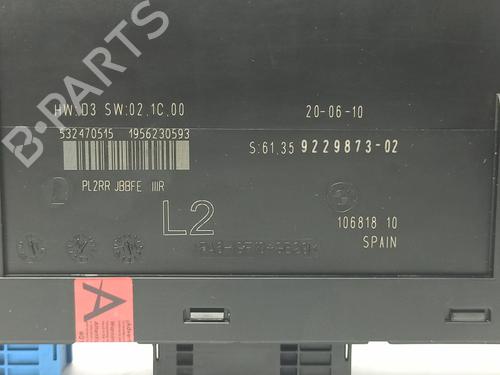 HW:D3 SW:02.1C.00
20-06-10
532470515 1956230593
S:61.35 9229873-02
PL2RR JBBFE IIIR
L2
106818 10
SPAIN
A
B-PARTS